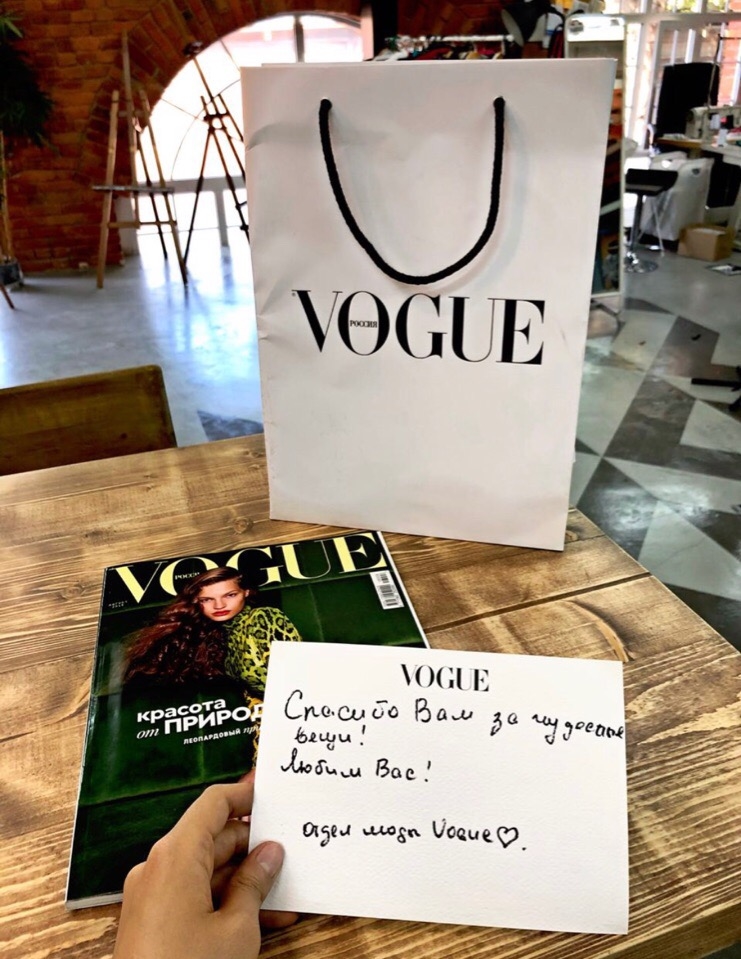 VOGUE
РОССИЯ
VOGUE
РОССИЯ
красота
от ПРИРОД
ЛЕОПАРДОВЫЙ
VOGUE
Спасибо Вам за чудесные
вещи!
Любим Вас!
отдел моды Vogue♡.